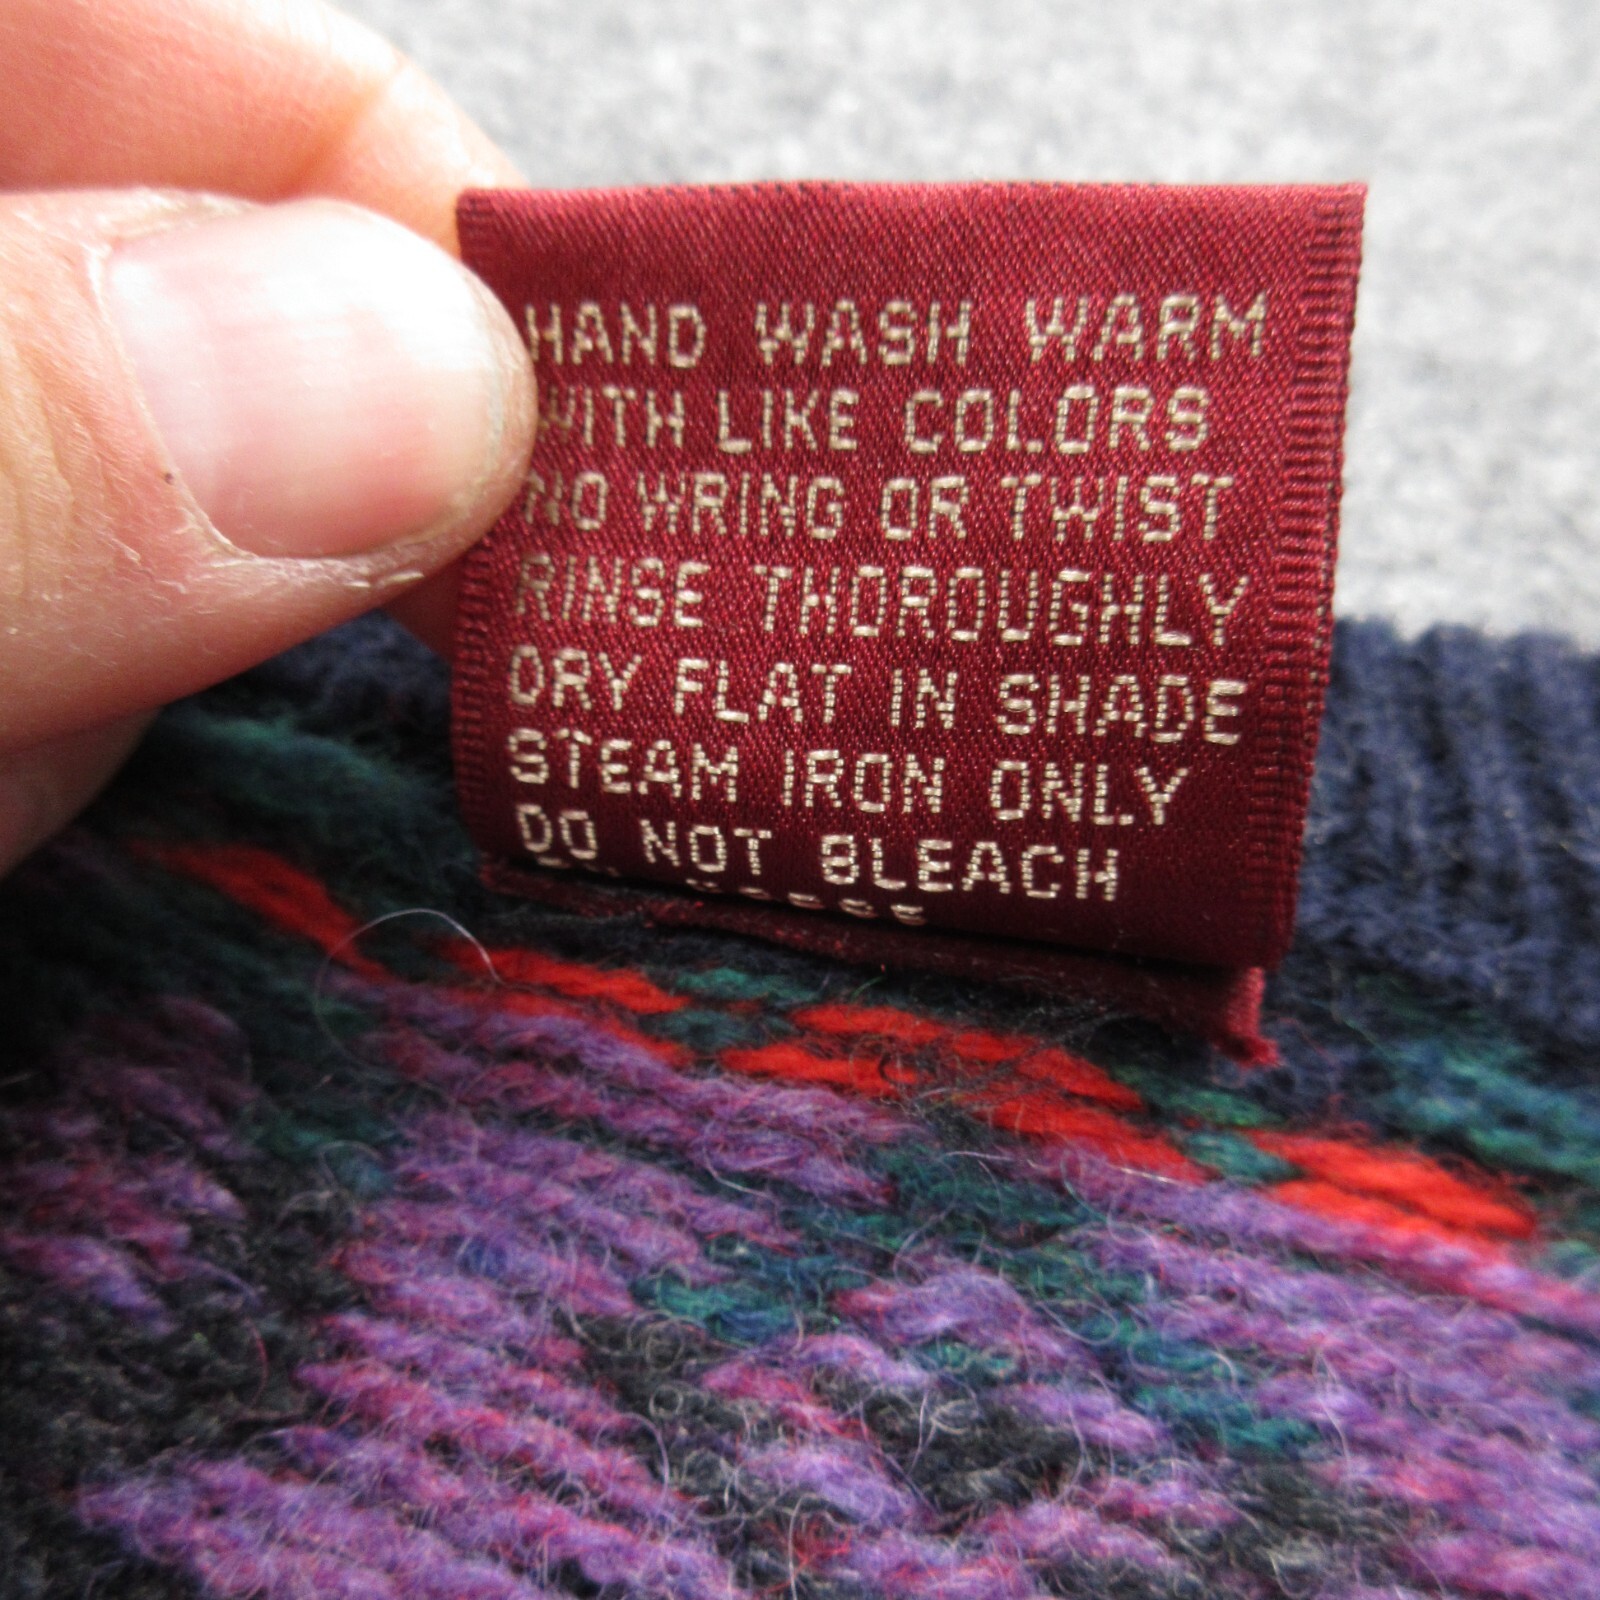 HAND WASH WARM
WITH LIKE COLORS
NO WRING OR TWIST
RINSE THOROUGHLY
DRY FLAT IN SHADE
STEAM IRON ONLY
DO NOT BLEACH